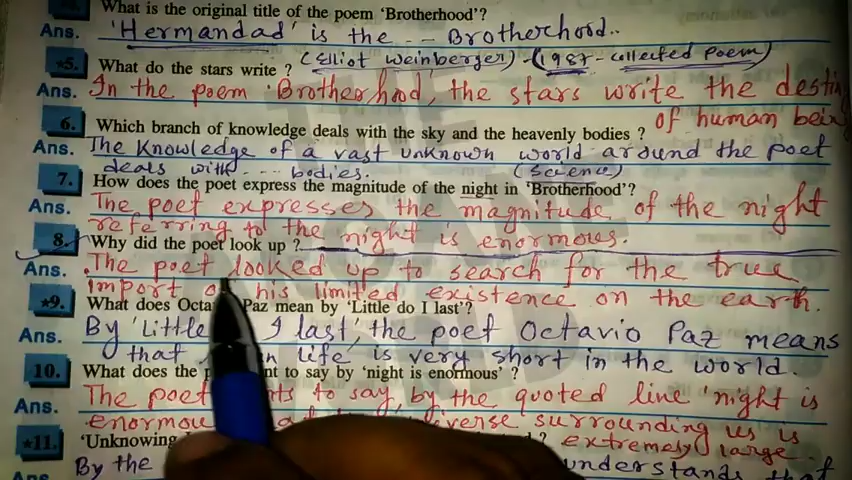 What is the original title of the poem 'Brotherhood'?
Ans. 'Hermandad' is the -- Brotherhood..
(Elliot Weinberger) - (1987 - collected Poem)
*5. What do the stars write ?
Ans. In the poem 'Brotherhood, the stars write the destin
of human bein
6. Which branch of knowledge deals with the sky and the heavenly bodies ?
Ans. The Knowledge of a vast unknown world around the poet
deals with --- bodies. (Science)
7. How does the poet express the magnitude of the night in 'Brotherhood'?
Ans. The poet expresses the magnitude of the night
referring to the night is enormous.
8. Why did the poet look up ?
Ans. The poet looked up to search for the true
import his limited existence on the earth.
*9. What does Octa Paz mean by 'Little do I last'?
Ans. By 'Little I last', the poet Octavio Paz means
that life is very short in the world.
10. What does the p nt to say by 'night is enormous' ?
Ans. The poet nts to say, by the quoted line 'night is
enormou verse surrounding us is
extremely large.
*11. 'Unknowing ?
Ans. By the understands that